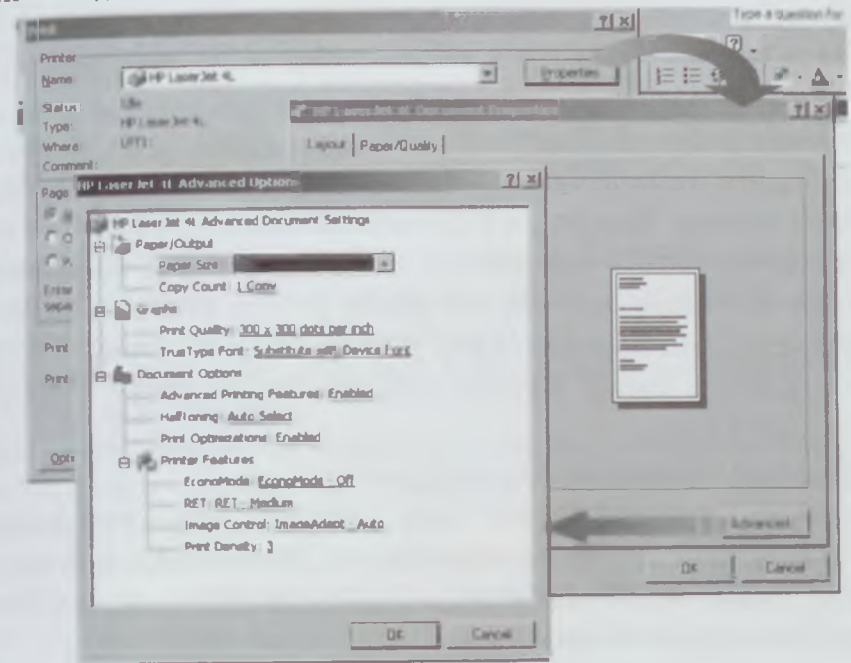 Type a question for
Print
Printer
Name:
HP LaserJet 4L
Properties
Status:
Idle
Type:
HP LaserJet 4L
Where:
LPT1:
Comment:
HP LaserJet 4L Document Properties
Layout
Paper/Quality
Page
HP LaserJet 4L Advanced Options
HP LaserJet 4L Advanced Document Settings
Paper/Output
Paper Size:
Copy Count: 1 Copy
Graphic
Print Quality: 300 x 300 dots per inch
TrueType Font: Substitute with Device Font
Document Options
Advanced Printing Features: Enabled
Halftoning: Auto Select
Print Optimizations: Enabled
Printer Features
EconoMode: EconoMode - Off
RET: RET - Medium
Image Control: ImageAdapt - Auto
Print Density: 3
Print
Print
Advanced
OK
Cancel
OK
Cancel